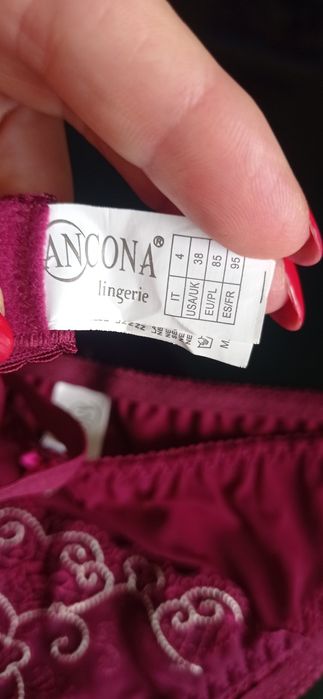 ANCONA®
lingerie
IT 4
USA/UK 38
EU/PL 85
ES/FR 95
M.